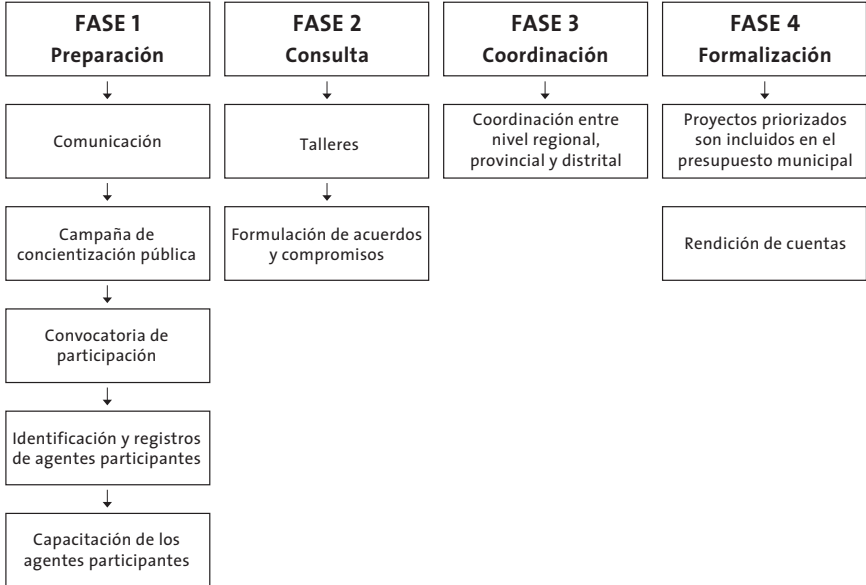 FASE 1
Preparación
Comunicación
Campaña de
concientización pública
Convocatoria de
participación
Identificación y registros
de agentes participantes
Capacitación de los
agentes participantes
FASE 2
Consulta
Talleres
Formulación de acuerdos
y compromisos
FASE 3
Coordinación
Coordinación entre
nivel regional,
provincial y distrital
FASE 4
Formalización
Proyectos priorizados
son incluidos en el
presupuesto municipal
Rendición de cuentas